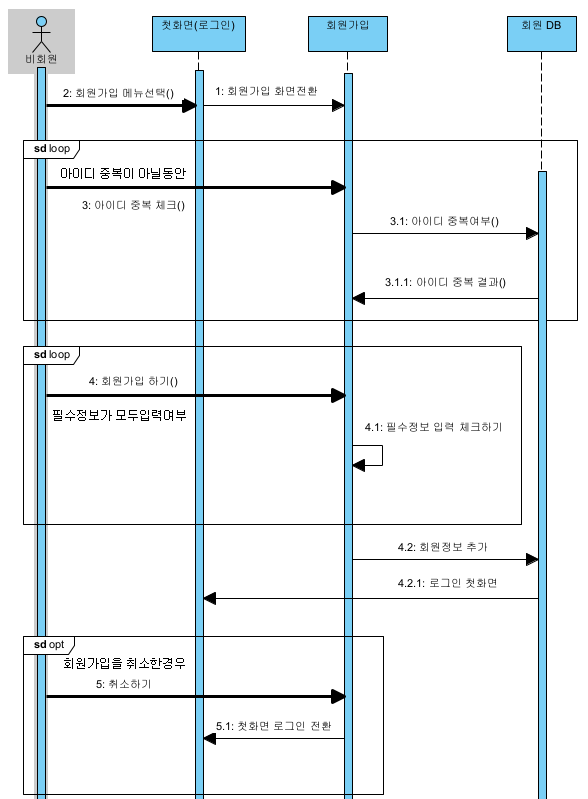 첫화면(로그인)
회원가입
회원 DB
비회원
2: 회원가입 메뉴선택()
1: 회원가입 화면전환
sd loop
아이디 중복이 아닐동안
3: 아이디 중복 체크()
3.1: 아이디 중복여부()
3.1.1: 아이디 중복 결과()
sd loop
4: 회원가입 하기()
필수정보가 모두입력여부
4.1: 필수정보 입력 체크하기
4.2: 회원정보 추가
4.2.1: 로그인 첫화면
sd opt
회원가입을 취소한경우
5: 취소하기
5.1: 첫화면 로그인 전환